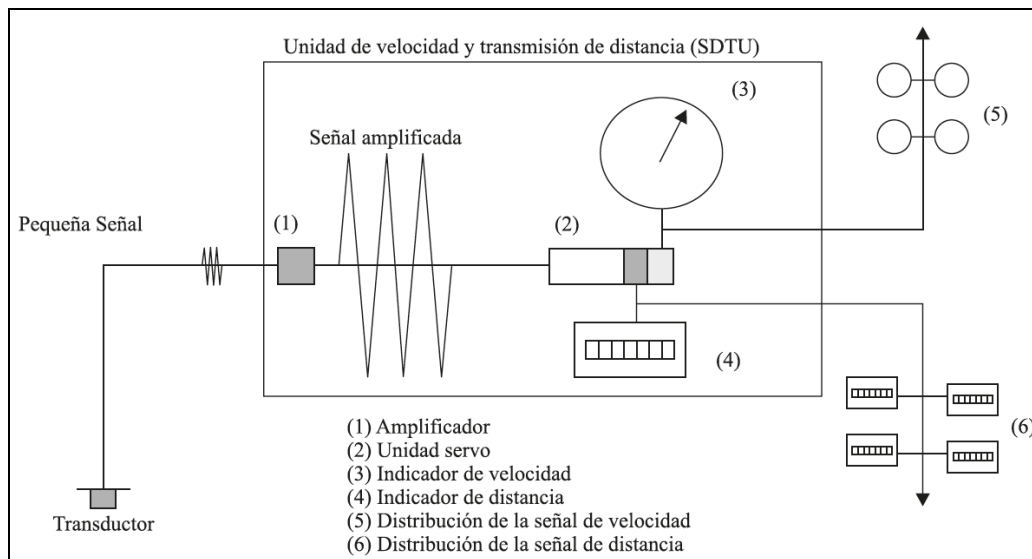 Unidad de velocidad y transmisión de distancia (SDTU)
(3)
(5)
Señal amplificada
Pequeña Señal
(1)
(2)
(4)
(6)
(1) Amplificador
(2) Unidad servo
(3) Indicador de velocidad
(4) Indicador de distancia
(5) Distribución de la señal de velocidad
(6) Distribución de la señal de distancia
Transductor